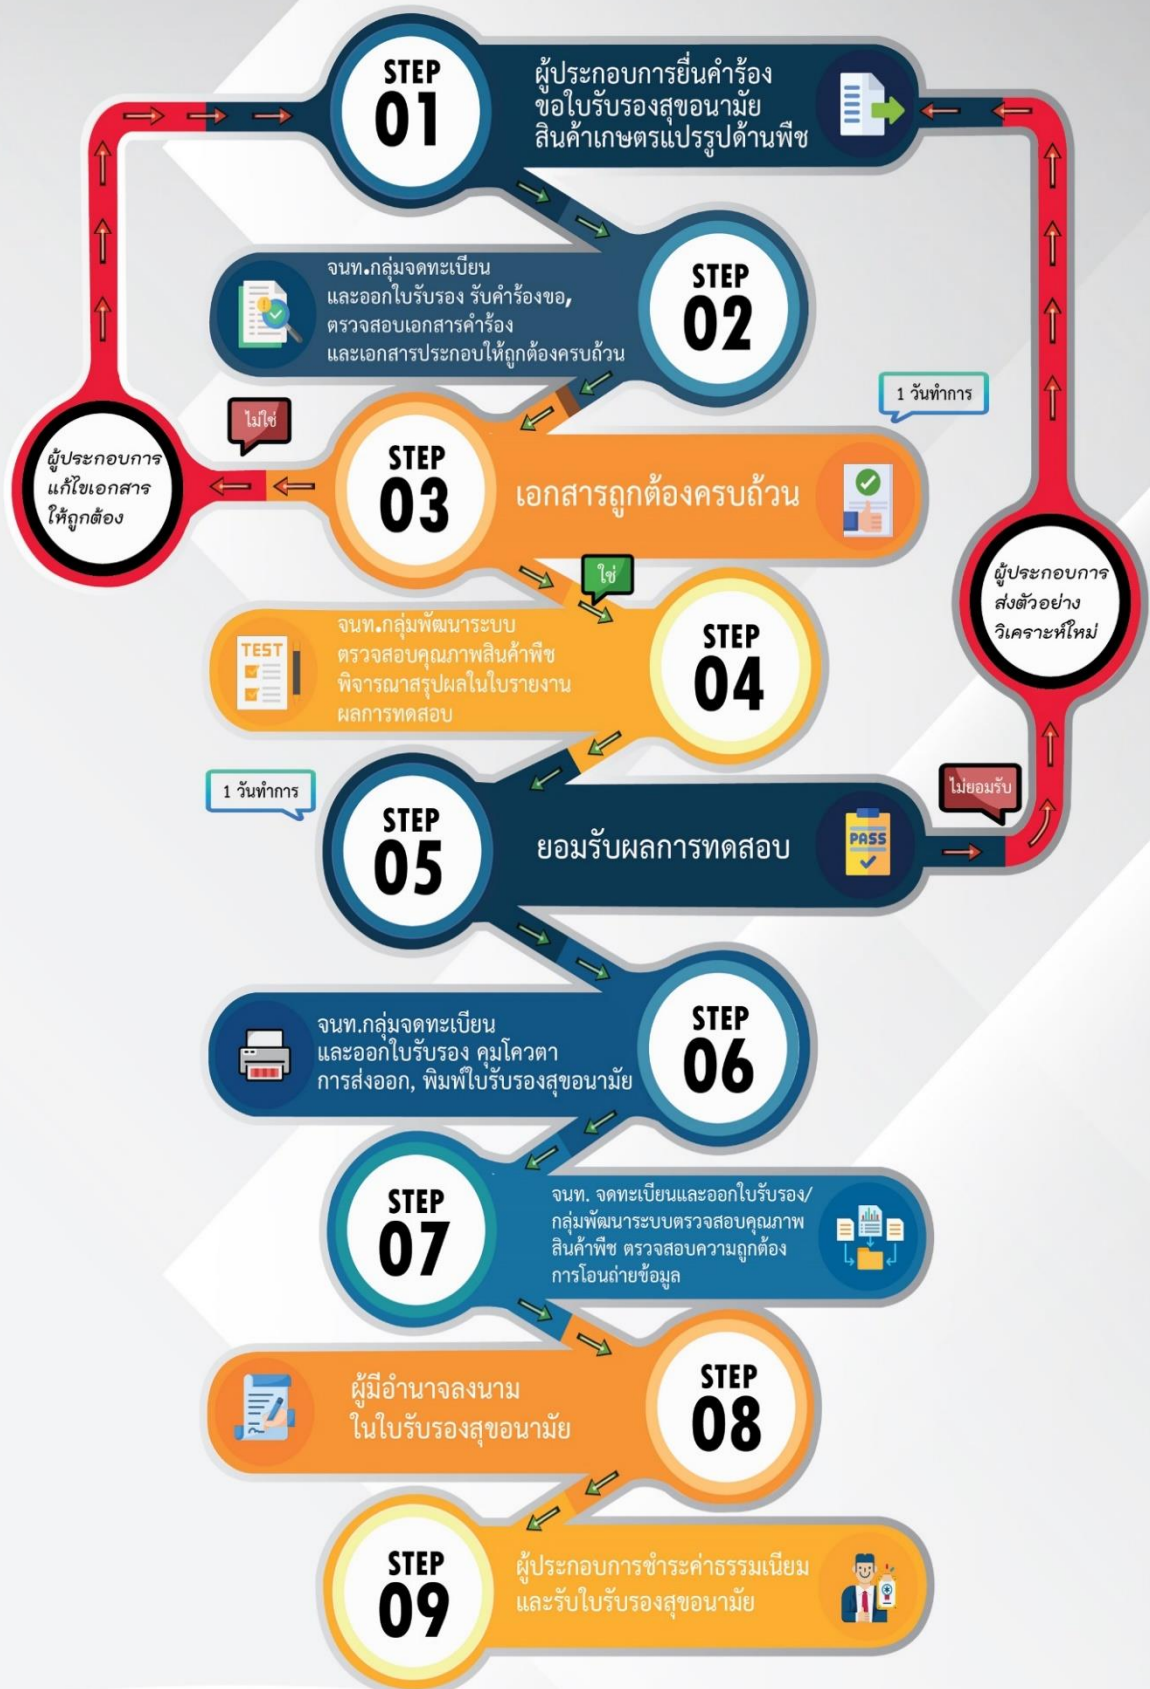 STEP
01
ผู้ประกอบการยื่นคำร้อง
ขอใบรับรองสุขอนามัย
สินค้าเกษตรแปรรูปด้านพืช
จนท.กลุ่มจดทะเบียน
และออกใบรับรอง รับคำร้องขอ,
ตรวจสอบเอกสารคำร้อง
และเอกสารประกอบให้ถูกต้องครบถ้วน
STEP
02
1 วันทำการ
ไม่ใช่
ผู้ประกอบการ
แก้ไขเอกสาร
ให้ถูกต้อง
STEP
03
เอกสารถูกต้องครบถ้วน
ใช่
ผู้ประกอบการ
ส่งตัวอย่าง
วิเคราะห์ใหม่
TEST
จนท.กลุ่มพัฒนาระบบ
ตรวจสอบคุณภาพสินค้าพืช
พิจารณาสรุปผลในใบรายงาน
ผลการทดสอบ
STEP
04
1 วันทำการ
ไม่ยอมรับ
STEP
05
ยอมรับผลการทดสอบ
PASS
จนท.กลุ่มจดทะเบียน
และออกใบรับรอง คุมโควตา
การส่งออก, พิมพ์ใบรับรองสุขอนามัย
STEP
06
STEP
07
จนท. จดทะเบียนและออกใบรับรอง/
กลุ่มพัฒนาระบบตรวจสอบคุณภาพ
สินค้าพืช ตรวจสอบความถูกต้อง
การโอนถ่ายข้อมูล
ผู้มีอำนาจลงนาม
ในใบรับรองสุขอนามัย
STEP
08
STEP
09
ผู้ประกอบการชำระค่าธรรมเนียม
และรับใบรับรองสุขอนามัย